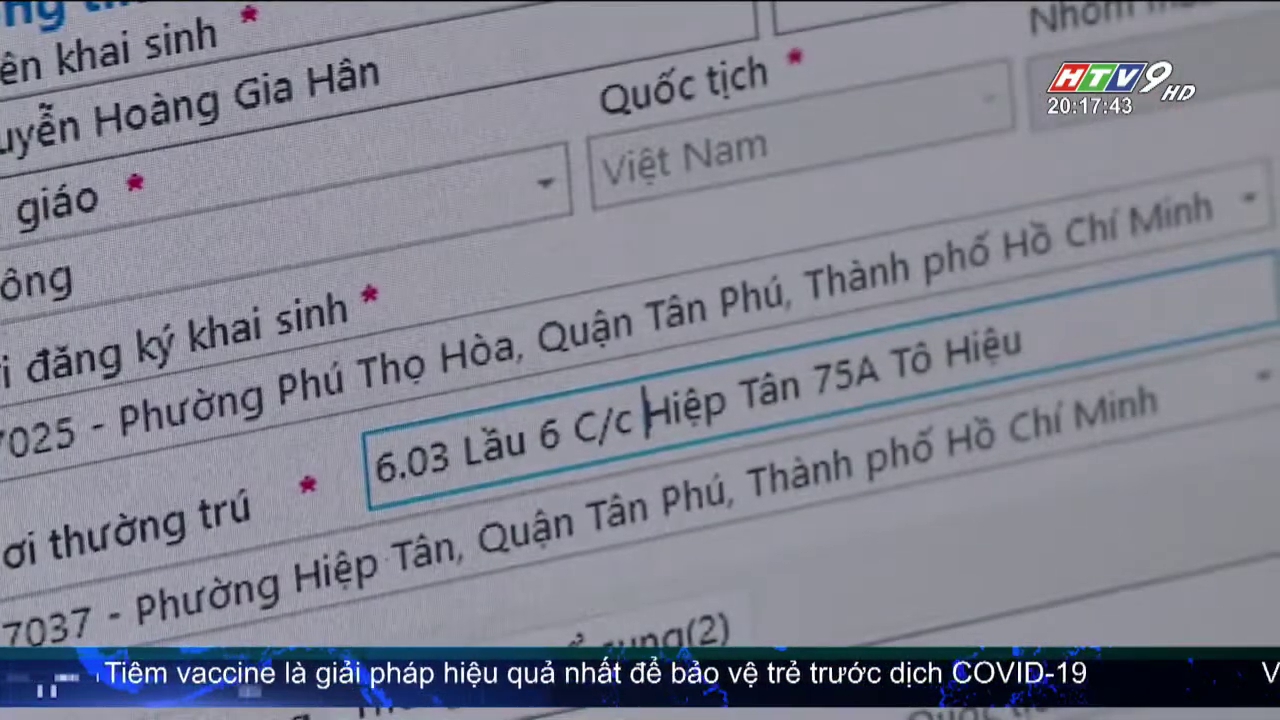 ên khai sinh *
Nhóm
uyễn Hoàng Gia Hân
Quốc tịch *
HTV9 HD
20:17:43
giáo *
Việt Nam
ông
i đăng ký khai sinh *
7025 - Phường Phú Thọ Hòa, Quận Tân Phú, Thành phố Hồ Chí Minh
ơi thường trú *
6.03 Lầu 6 C/c Hiệp Tân 75A Tô Hiệu
7037 - Phường Hiệp Tân, Quận Tân Phú, Thành phố Hồ Chí Minh
Tiêm vaccine là giải pháp hiệu quả nhất để bảo vệ trẻ trước dịch COVID-19
V